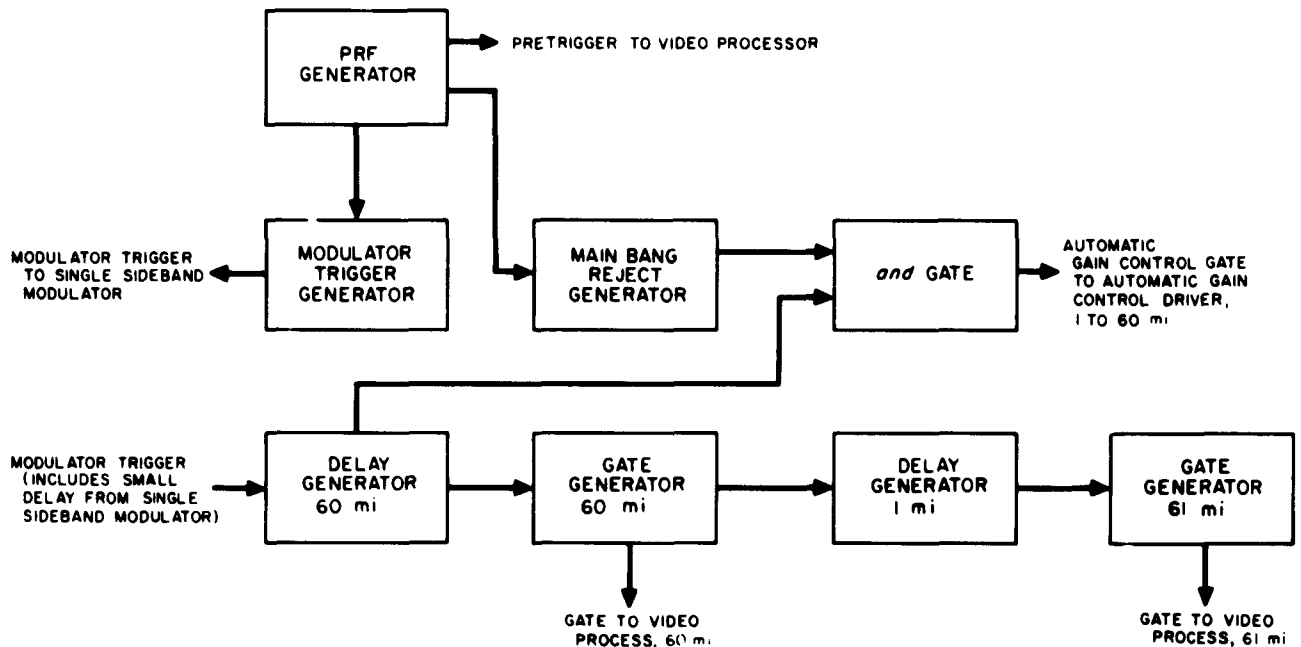 PRF
GENERATOR
PRETRIGGER TO VIDEO PROCESSOR
MODULATOR TRIGGER
TO SINGLE SIDEBAND
MODULATOR
MODULATOR
TRIGGER
GENERATOR
MAIN BANG
REJECT
GENERATOR
and GATE
AUTOMATIC
GAIN CONTROL GATE
TO AUTOMATIC GAIN
CONTROL DRIVER,
1 TO 60 mi
MODULATOR TRIGGER
(INCLUDES SMALL
DELAY FROM SINGLE
SIDEBAND MODULATOR)
DELAY
GENERATOR
60 mi
GATE
GENERATOR
60 mi
DELAY
GENERATOR
1 mi
GATE
GENERATOR
61 mi
GATE TO VIDEO
PROCESS, 60 mi
GATE TO VIDEO
PROCESS, 61 mi